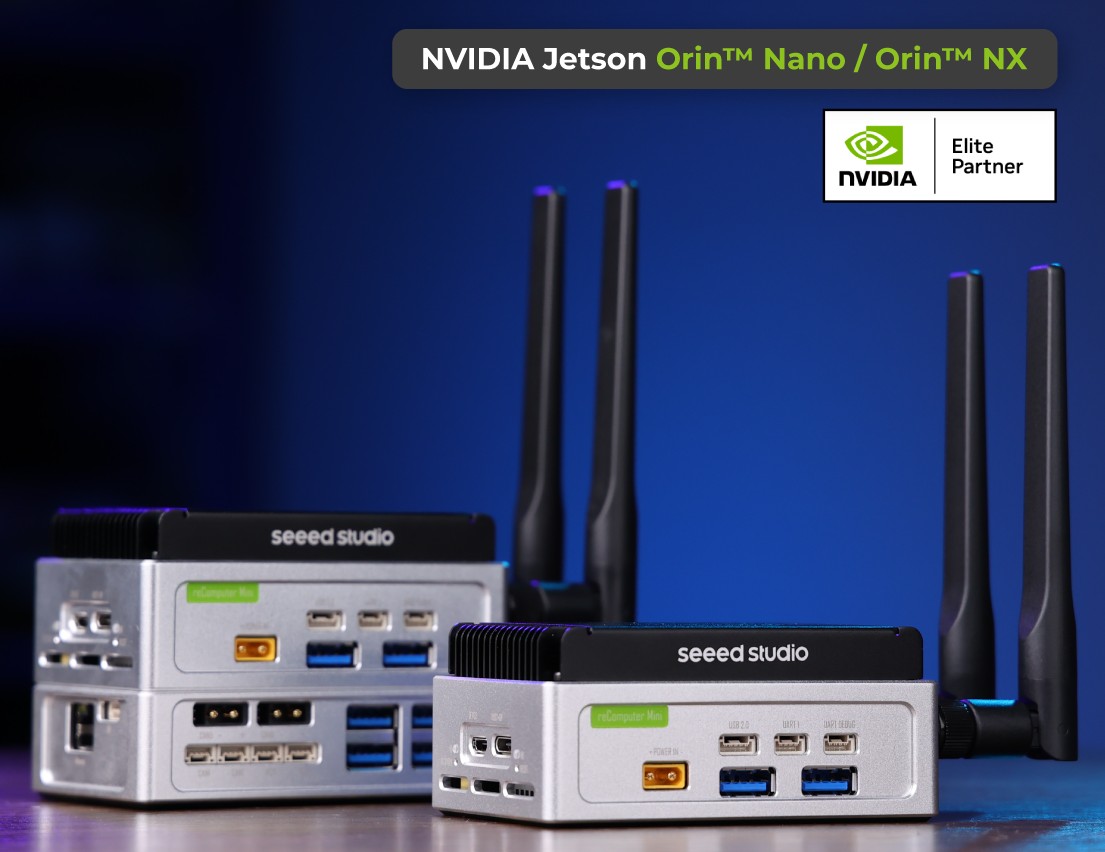 NVIDIA Jetson Orin™ Nano / Orin™ NX
NVIDIA
Elite
Partner
seeed studio
reComputer Mini
seeed studio
reComputer Mini
USB 2.0
UART 1
UART DEBUG
POWER IN